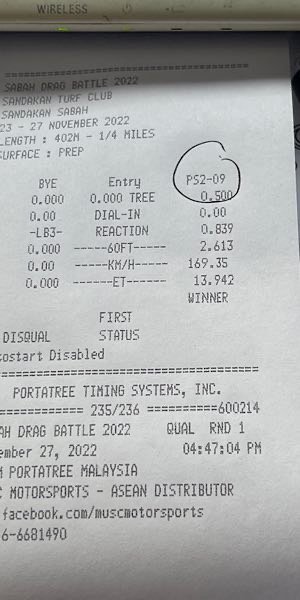 WIRELESS
SABAH DRAG BATTLE 2022
SANDAKAN TURF CLUB
SANDAKAN SABAH
23 - 27 NOVEMBER 2022
LENGTH : 402M - 1/4 MILES
SURFACE : PREP
BYE Entry PS2-09
0.000 0.000 TREE 0.500
0.00 DIAL-IN 0.00
-LB3- REACTION 0.839
0.000 -----60FT----- 2.613
0.00 -----KM/H----- 169.35
0.000 ------ET------ 13.942
WINNER
FIRST
DISQUAL STATUS
tostart Disabled
PORTATREE TIMING SYSTEMS, INC.
============ 235/236 ==========600214
AH DRAG BATTLE 2022 QUAL RND 1
ember 27, 2022 04:47:04 PM
M PORTATREE MALAYSIA
C MOTORSPORTS - ASEAN DISTRIBUTOR
facebook.com/muscmotorsports
6-6681490